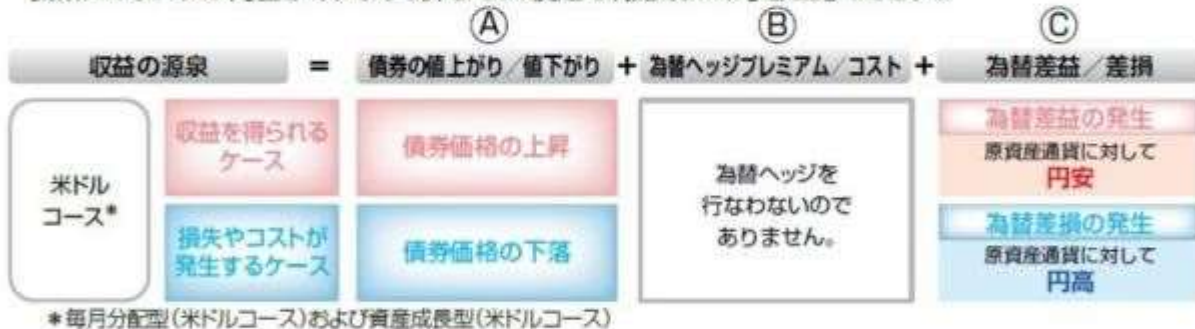 Ⓐ Ⓑ Ⓒ
収益の源泉 = 債券の値上がり/値下がり + 為替ヘッジプレミアム/コスト + 為替差益/差損
米ドル
コース*
収益を得られる
ケース
債券価格の上昇
損失やコストが
発生するケース
債券価格の下落
為替ヘッジを
行なわないので
ありません。
為替差益の発生
原資産通貨に対して
円安
為替差損の発生
原資産通貨に対して
円高
*毎月分配型(米ドルコース)および資産成長型(米ドルコース)